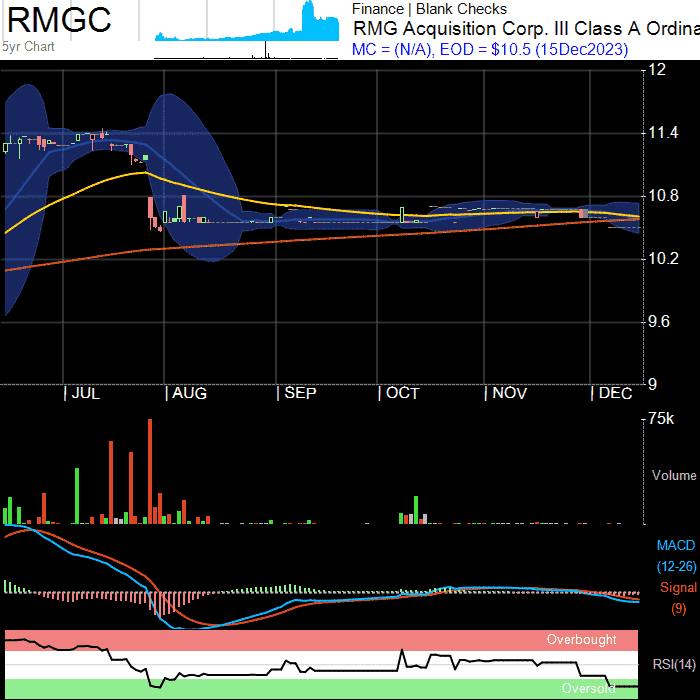 RMGC
5yr Chart
Finance | Blank Checks
RMG Acquisition Corp. III Class A Ordina
MC = (N/A), EOD = $10.5 (15Dec2023)
12
11.4
10.8
10.2
9.6
9
JUL
AUG
SEP
OCT
NOV
DEC
75k
Volume
MACD
(12-26)
Signal
(9)
Overbought
RSI(14)
Oversold